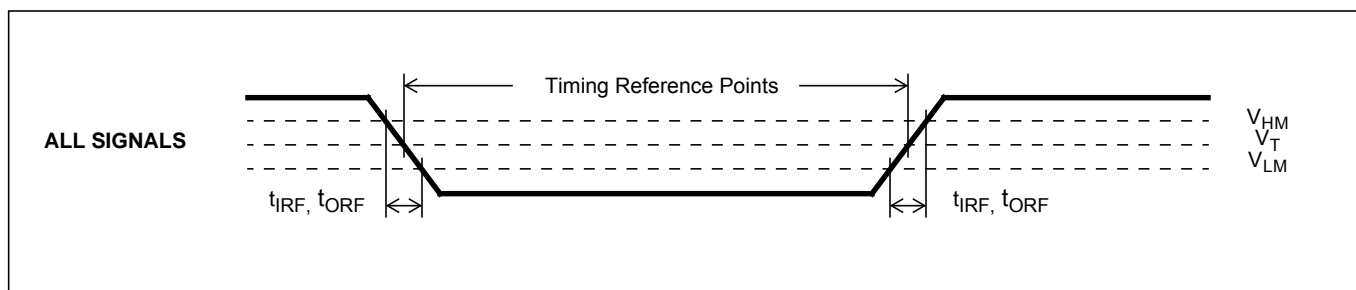 Timing Reference Points
ALL SIGNALS
V_HM
V_T
V_LM
t_IRF, t_ORF
t_IRF, t_ORF